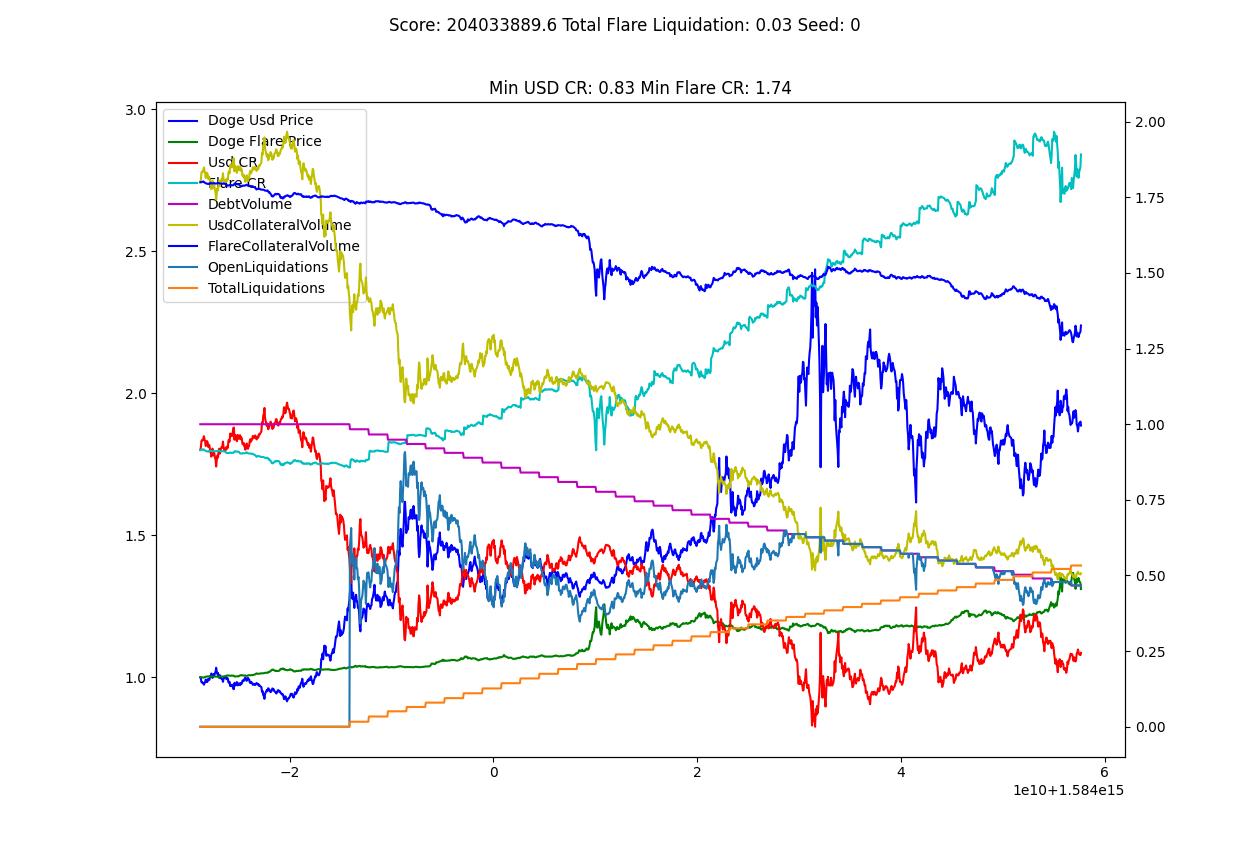 Score: 204033889.6 Total Flare Liquidation: 0.03 Seed: 0
Min USD CR: 0.83 Min Flare CR: 1.74
3.0
2.5
2.0
1.5
1.0
Doge Usd Price
Doge Flare Price
Usd CR
Flare CR
DebtVolume
UsdCollateralVolume
FlareCollateralVolume
OpenLiquidations
TotalLiquidations
2.00
1.75
1.50
1.25
1.00
0.75
0.50
0.25
0.00
−2
0
2
4
6
1e10+1.584e15